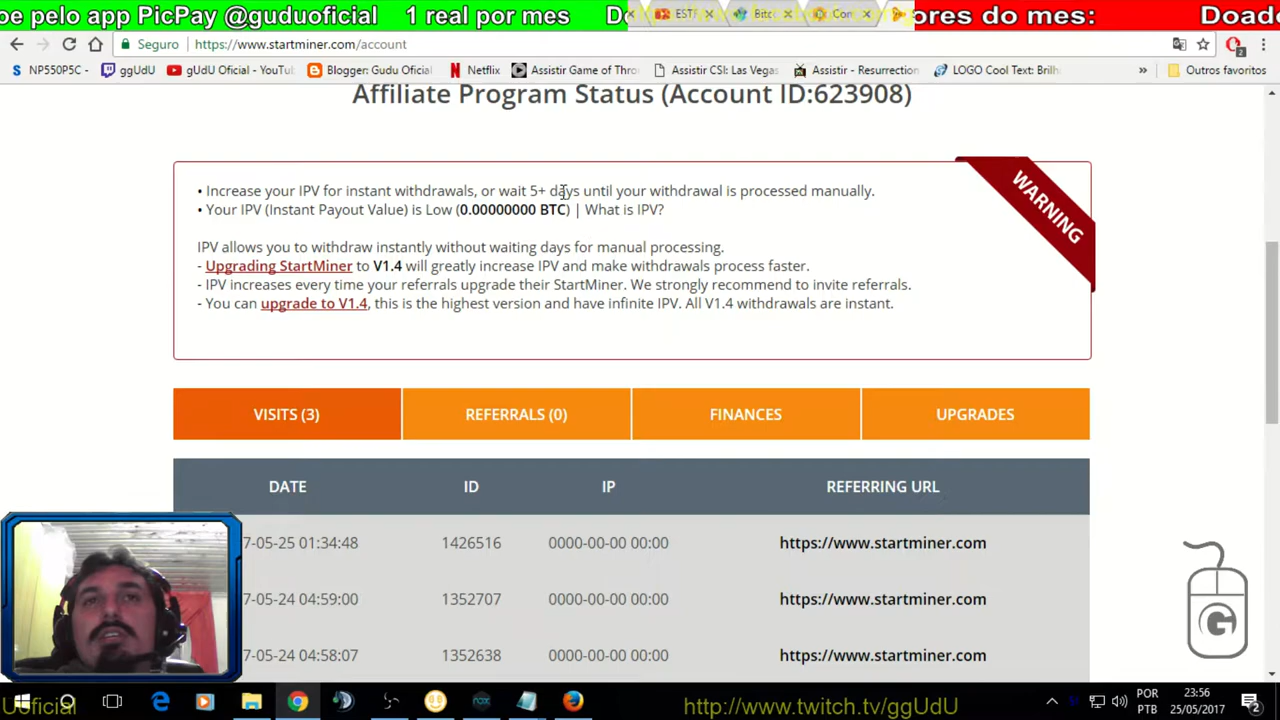 oe pelo app PicPay @guduoficial 1 real por mes Do
ores do mes: Doado
ESTF
Bitco
Con
Seguro https://www.startminer.com/account
NP550P5C - ggUdU gUdU Oficial - YouTu Blogger: Gudu Oficial Netflix Assistir Game of Thro Assistir CSI: Las Vegas Assistir - Resurrection LOGO Cool Text: Brilh » Outros favoritos
Affiliate Program Status (Account ID:623908)
WARNING
• Increase your IPV for instant withdrawals, or wait 5+ days until your withdrawal is processed manually.
• Your IPV (Instant Payout Value) is Low (0.00000000 BTC) | What is IPV?
IPV allows you to withdraw instantly without waiting days for manual processing.
- Upgrading StartMiner to V1.4 will greatly increase IPV and make withdrawals process faster.
- IPV increases every time your referrals upgrade their StartMiner. We strongly recommend to invite referrals.
- You can upgrade to V1.4, this is the highest version and have infinite IPV. All V1.4 withdrawals are instant.
VISITS (3) REFERRALS (0) FINANCES UPGRADES
DATE ID IP REFERRING URL
7-05-25 01:34:48 1426516 0000-00-00 00:00 https://www.startminer.com
7-05-24 04:59:00 1352707 0000-00-00 00:00 https://www.startminer.com
7-05-24 04:58:07 1352638 0000-00-00 00:00 https://www.startminer.com
G
Uoficial http://www.twitch.tv/ggUdU
POR 23:56
PTB 25/05/2017
2